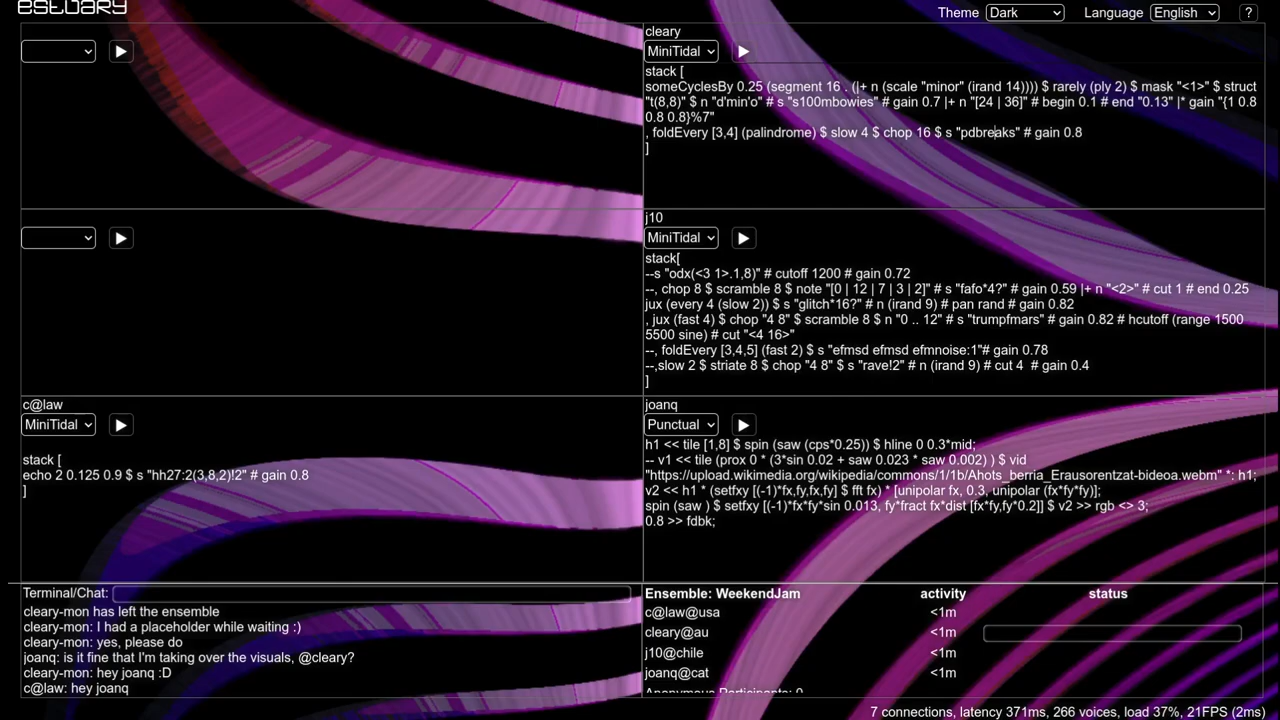 estuary
Theme Dark Language English ?
cleary
MiniTidal
stack [
someCyclesBy 0.25 (segment 16 . (|+ n (scale "minor" (irand 14)))) $ rarely (ply 2) $ mask "<1>" $ struct
"t(8,8)" $ n "d'min'o" # s "s100mbowies" # gain 0.7 |+ n "[24 | 36]" # begin 0.1 # end "0.13" |* gain "{1 0.8
0.8 0.8}%7"
, foldEvery [3,4] (palindrome) $ slow 4 $ chop 16 $ s "pdbreaks" # gain 0.8
]
j10
MiniTidal
stack[
--s "odx(<3 1>.1,8)" # cutoff 1200 # gain 0.72
--, chop 8 $ scramble 8 $ note "[0 | 12 | 7 | 3 | 2]" # s "fafo*4?" # gain 0.59 |+ n "<2>" # cut 1 # end 0.25
jux (every 4 (slow 2)) $ s "glitch*16?" # n (irand 9) # pan rand # gain 0.82
, jux (fast 4) $ chop "4 8" $ scramble 8 $ n "0 .. 12" # s "trumpfmars" # gain 0.82 # hcutoff (range 1500
5500 sine) # cut "<4 16>"
--, foldEvery [3,4,5] (fast 2) $ s "efmsd efmsd efmnoise:1"# gain 0.78
--,slow 2 $ striate 8 $ chop "4 8" $ s "rave!2" # n (irand 9) # cut 4 # gain 0.4
]
c@law
MiniTidal
stack [
echo 2 0.125 0.9 $ s "hh27:2(3,8,2)!2" # gain 0.8
]
joanq
Punctual
h1 << tile [1,8] $ spin (saw (cps*0.25)) $ hline 0 0.3*mid;
-- v1 << tile (prox 0 * (3*sin 0.02 + saw 0.023 * saw 0.002) ) $ vid
"https://upload.wikimedia.org/wikipedia/commons/1/1b/Ahots_berria_Erausorentzat-bideoa.webm" *: h1;
v2 << h1 * (setfxy [(-1)*fx,fy,fx,fy] $ fft fx) * [unipolar fx, 0.3, unipolar (fx*fy*fy)];
spin (saw ) $ setfxy [(-1)*fx*fy*sin 0.013, fy*fract fx*dist [fx*fy,fy*0.2]] $ v2 >> rgb <> 3;
0.8 >> fdbk;
Terminal/Chat:
cleary-mon has left the ensemble
cleary-mon: I had a placeholder while waiting :)
cleary-mon: yes, please do
joanq: is it fine that I'm taking over the visuals, @cleary?
cleary-mon: hey joanq :D
c@law: hey joanq
Ensemble: WeekendJam activity status
c@law@usa <1m
cleary@au <1m
j10@chile <1m
joanq@cat <1m
Anonymous Participants: 0
7 connections, latency 371ms, 266 voices, load 37%, 21FPS (2ms)